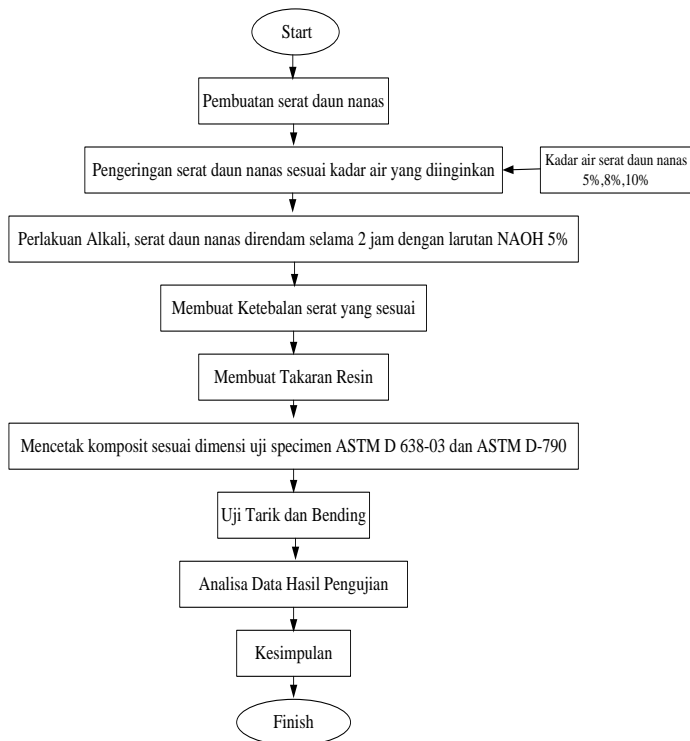 Start
Pembuatan serat daun nanas
Pengeringan serat daun nanas sesuai kadar air yang diinginkan
Kadar air serat daun nanas
5%,8%,10%
Perlakuan Alkali, serat daun nanas direndam selama 2 jam dengan larutan NAOH 5%
Membuat Ketebalan serat yang sesuai
Membuat Takaran Resin
Mencetak komposit sesuai dimensi uji specimen ASTM D 638-03 dan ASTM D-790
Uji Tarik dan Bending
Analisa Data Hasil Pengujian
Kesimpulan
Finish